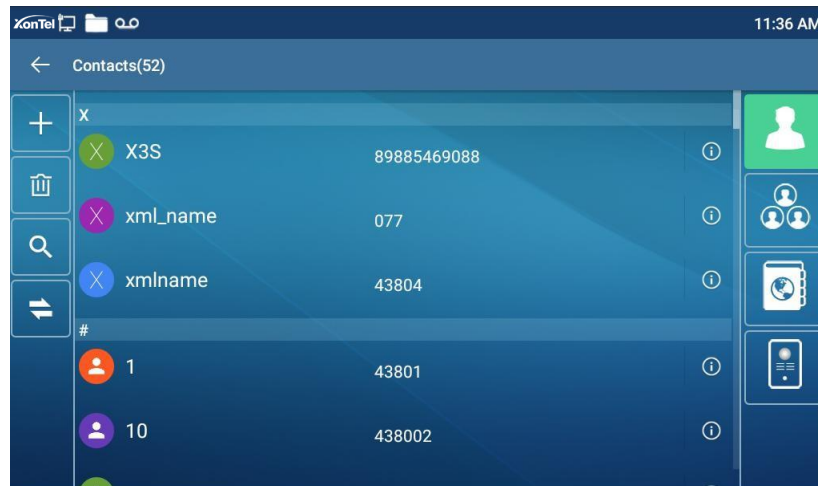 XonTel
11:36 AM
Contacts(52)
X
X X3S 89885469088
X xml_name 077
X xmlname 43804
#
1 43801
10 438002